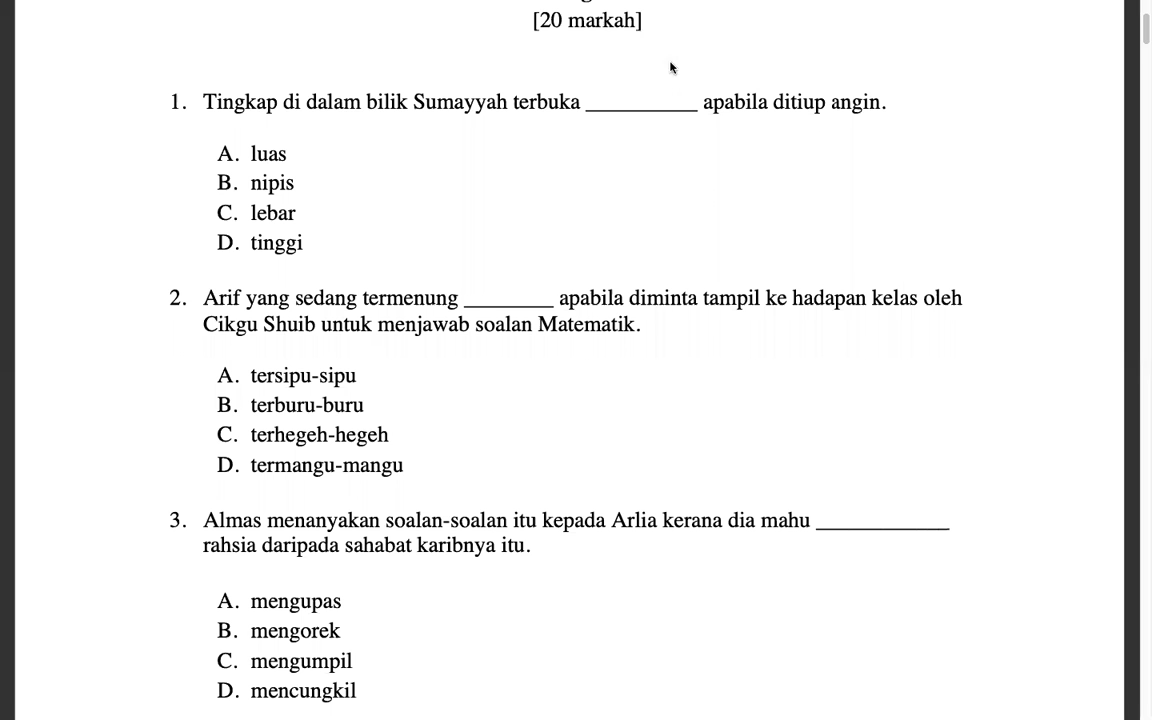 [20 markah]
1. Tingkap di dalam bilik Sumayyah terbuka __________ apabila ditiup angin.
A. luas
B. nipis
C. lebar
D. tinggi
2. Arif yang sedang termenung ________ apabila diminta tampil ke hadapan kelas oleh
Cikgu Shuib untuk menjawab soalan Matematik.
A. tersipu-sipu
B. terburu-buru
C. terhegeh-hegeh
D. termangu-mangu
3. Almas menanyakan soalan-soalan itu kepada Arlia kerana dia mahu ____________
rahsia daripada sahabat karibnya itu.
A. mengupas
B. mengorek
C. mengumpil
D. mencungkil